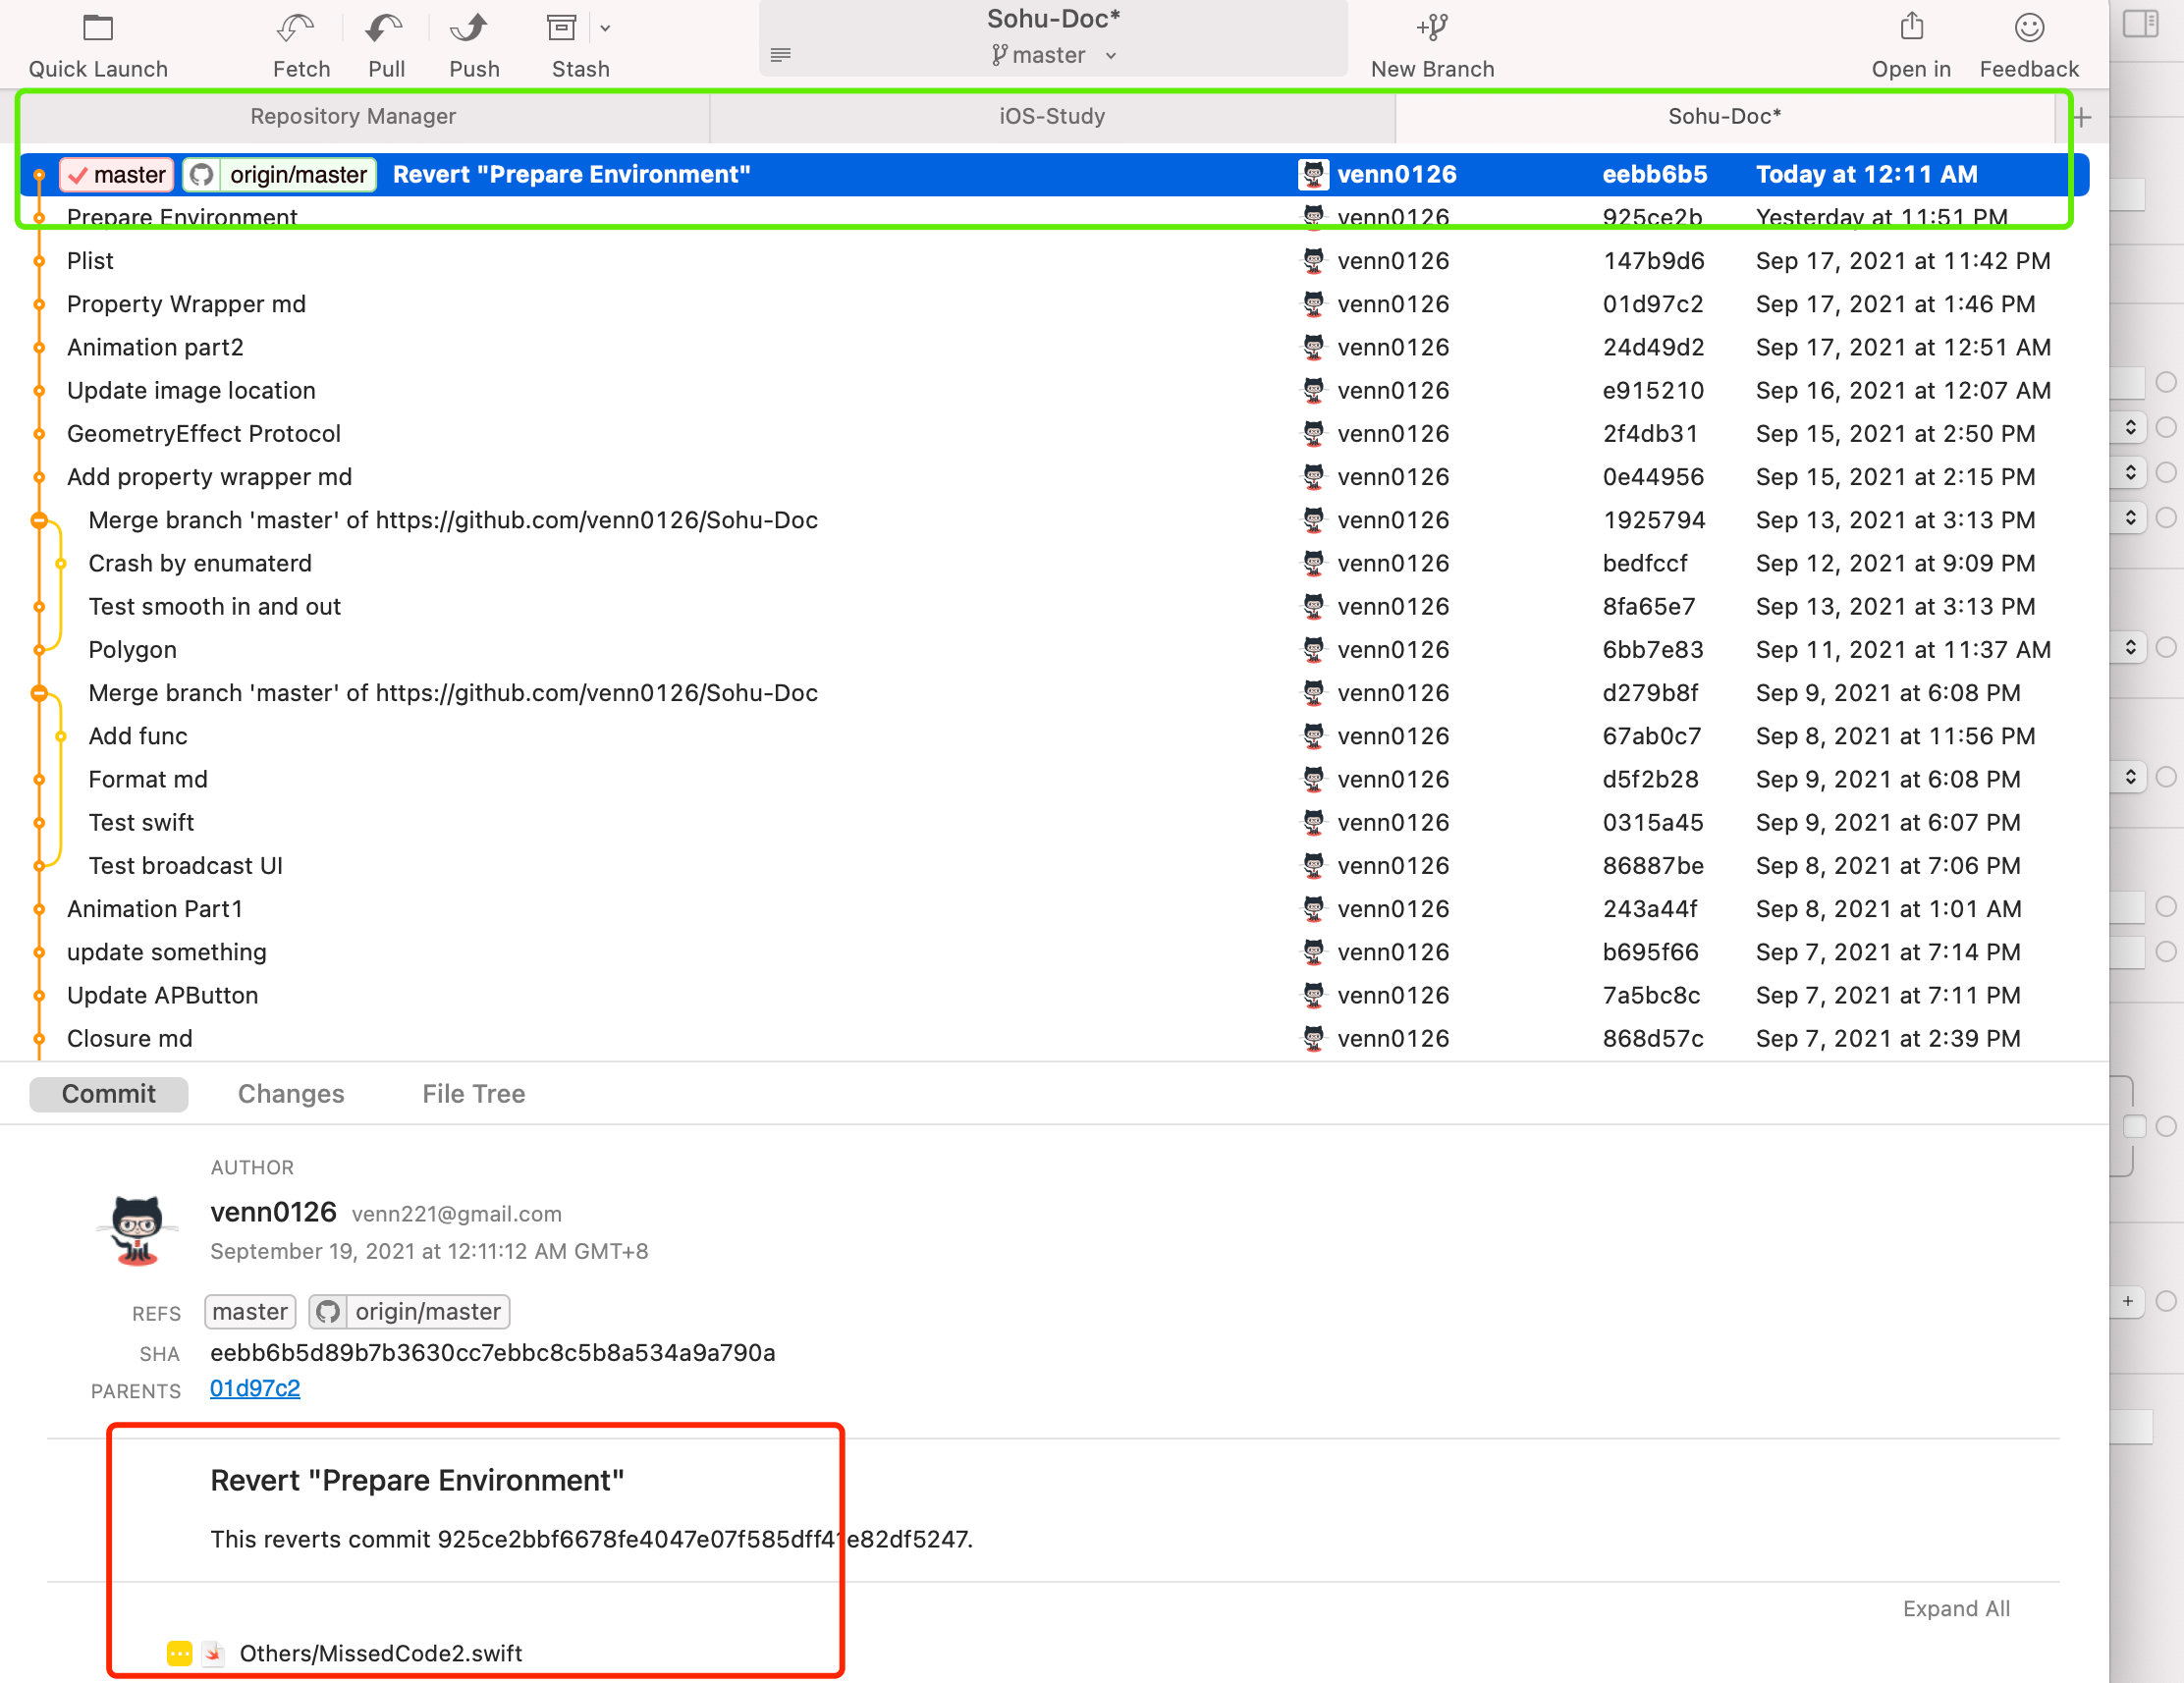 Sohu-Doc*
master
Quick Launch Fetch Pull Push Stash New Branch Open in Feedback
Repository Manager iOS-Study Sohu-Doc*
master origin/master Revert "Prepare Environment" venn0126 eebb6b5 Today at 12:11 AM
Prepare Environment venn0126 925ce2b Yesterday at 11:51 PM
Plist venn0126 147b9d6 Sep 17, 2021 at 11:42 PM
Property Wrapper md venn0126 01d97c2 Sep 17, 2021 at 1:46 PM
Animation part2 venn0126 24d49d2 Sep 17, 2021 at 12:51 AM
Update image location venn0126 e915210 Sep 16, 2021 at 12:07 AM
GeometryEffect Protocol venn0126 2f4db31 Sep 15, 2021 at 2:50 PM
Add property wrapper md venn0126 0e44956 Sep 15, 2021 at 2:15 PM
Merge branch 'master' of https://github.com/venn0126/Sohu-Doc venn0126 1925794 Sep 13, 2021 at 3:13 PM
Crash by enumaterd venn0126 bedfccf Sep 12, 2021 at 9:09 PM
Test smooth in and out venn0126 8fa65e7 Sep 13, 2021 at 3:13 PM
Polygon venn0126 6bb7e83 Sep 11, 2021 at 11:37 AM
Merge branch 'master' of https://github.com/venn0126/Sohu-Doc venn0126 d279b8f Sep 9, 2021 at 6:08 PM
Add func venn0126 67ab0c7 Sep 8, 2021 at 11:56 PM
Format md venn0126 d5f2b28 Sep 9, 2021 at 6:08 PM
Test swift venn0126 0315a45 Sep 9, 2021 at 6:07 PM
Test broadcast UI venn0126 86887be Sep 8, 2021 at 7:06 PM
Animation Part1 venn0126 243a44f Sep 8, 2021 at 1:01 AM
update something venn0126 b695f66 Sep 7, 2021 at 7:14 PM
Update APButton venn0126 7a5bc8c Sep 7, 2021 at 7:11 PM
Closure md venn0126 868d57c Sep 7, 2021 at 2:39 PM
Commit Changes File Tree
AUTHOR
venn0126 venn221@gmail.com
September 19, 2021 at 12:11:12 AM GMT+8
REFS master origin/master
SHA eebb6b5d89b7b3630cc7ebbc8c5b8a534a9a790a
PARENTS 01d97c2
Revert "Prepare Environment"
This reverts commit 925ce2bbf6678fe4047e07f585dff41e82df5247.
Expand All
Others/MissedCode2.swift